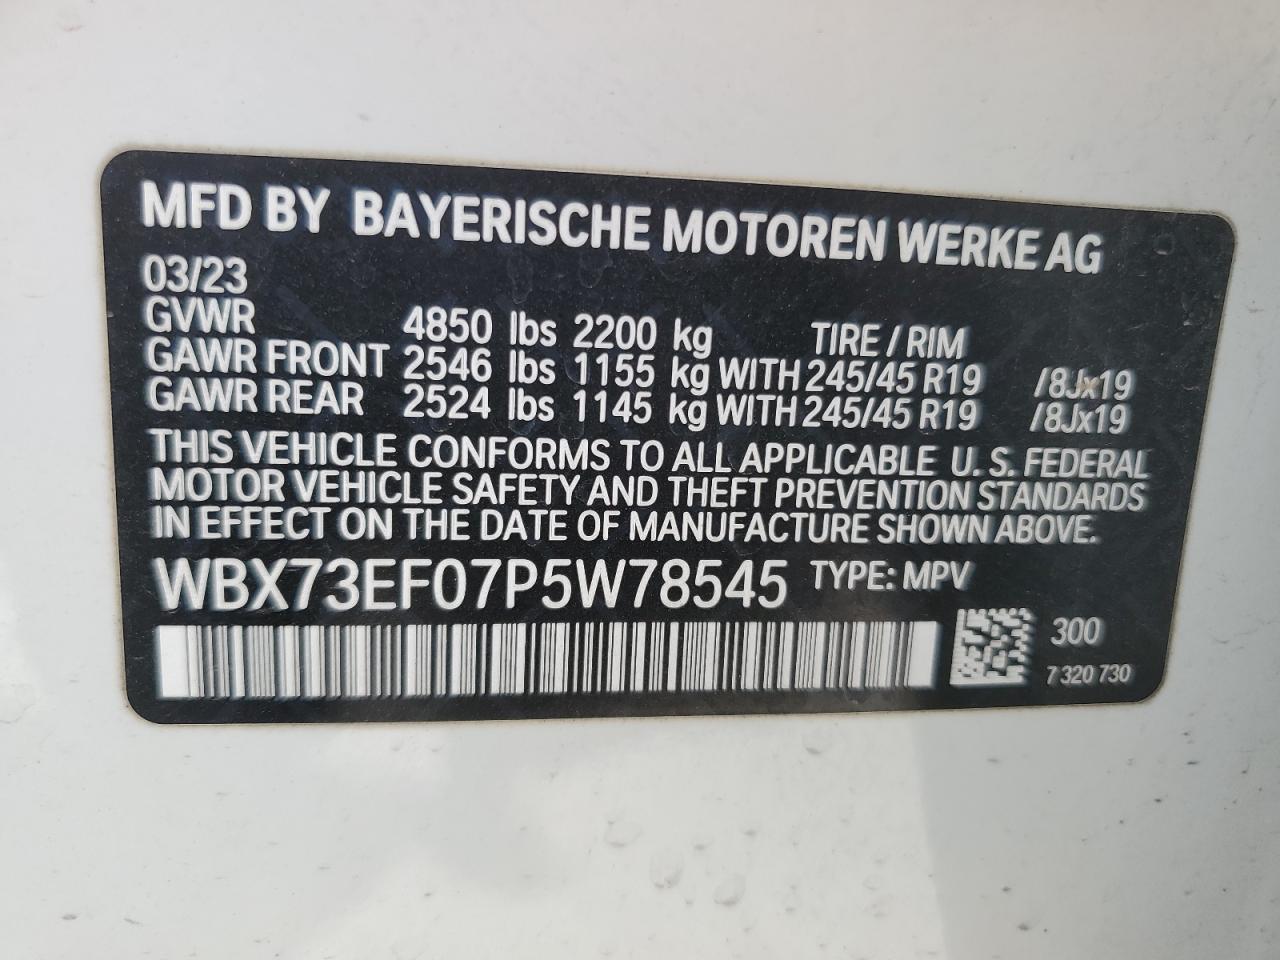 MFD BY BAYERISCHE MOTOREN WERKE AG
03/23
GVWR 4850 lbs 2200 kg TIRE / RIM
GAWR FRONT 2546 lbs 1155 kg WITH 245/45 R19 /8Jx19
GAWR REAR 2524 lbs 1145 kg WITH 245/45 R19 /8Jx19
THIS VEHICLE CONFORMS TO ALL APPLICABLE U. S. FEDERAL
MOTOR VEHICLE SAFETY AND THEFT PREVENTION STANDARDS
IN EFFECT ON THE DATE OF MANUFACTURE SHOWN ABOVE.
WBX73EF07P5W78545 TYPE: MPV
300
7 320 730